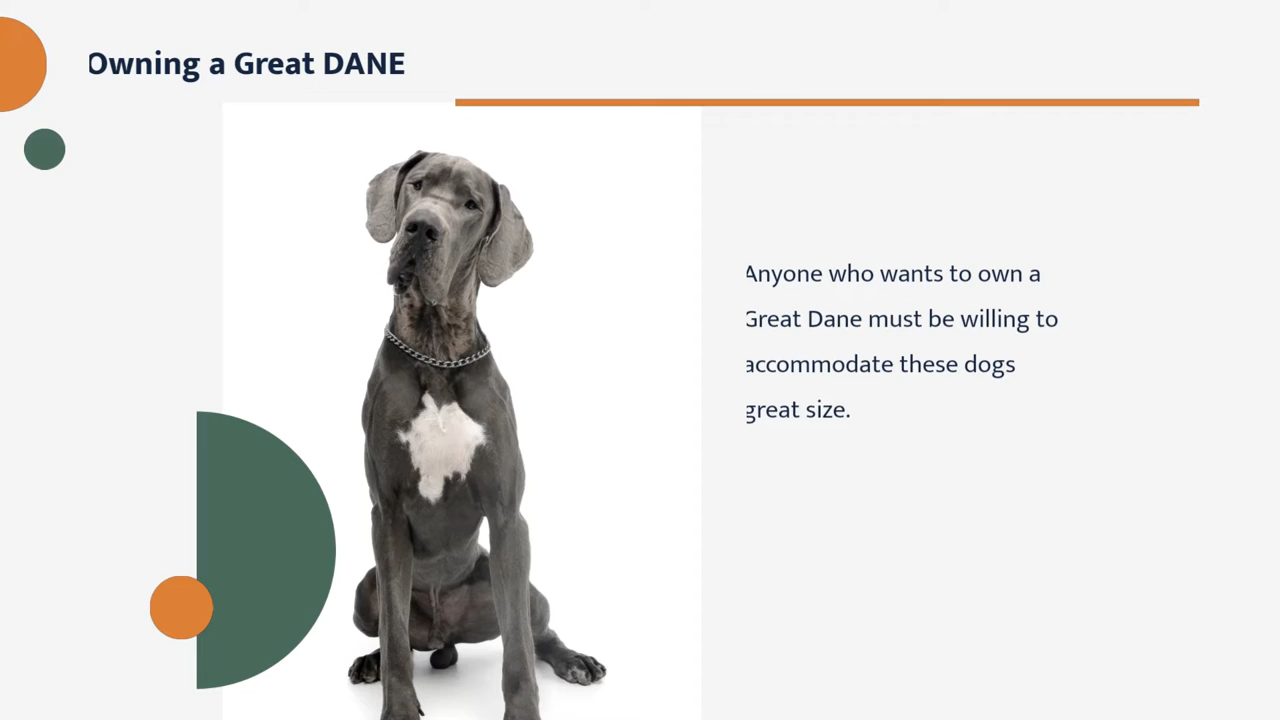 Owning a Great DANE
Anyone who wants to own a
Great Dane must be willing to
accommodate these dogs
great size.